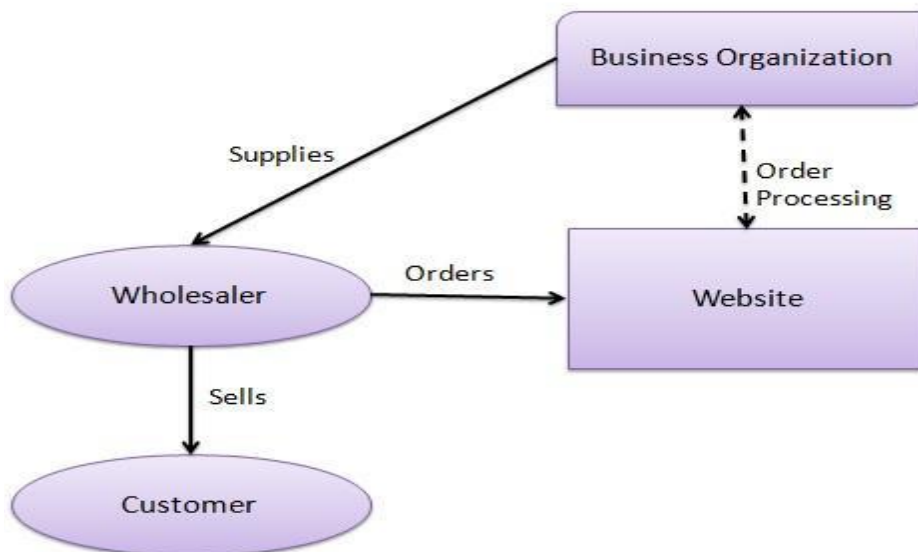 Business Organization
Supplies
Order
Processing
Orders
Wholesaler
Website
Sells
Customer